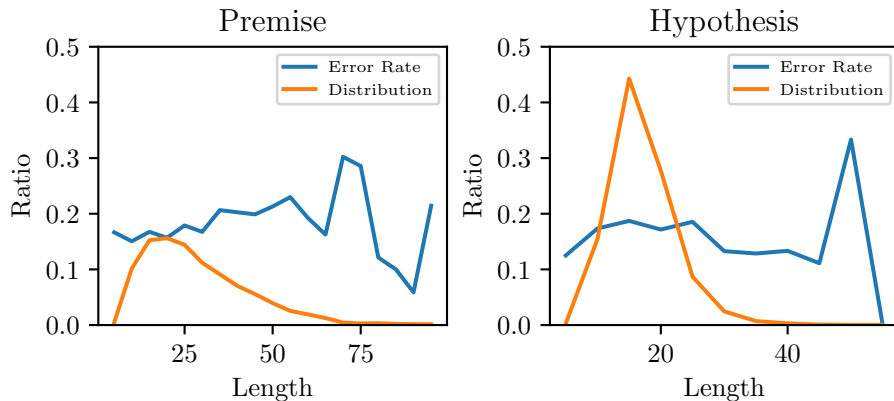 Premise
0.5
0.4
0.3
0.2
0.1
0.0
Ratio
Error Rate
Distribution
25
50
75
Length
Hypothesis
0.5
0.4
0.3
0.2
0.1
0.0
Ratio
Error Rate
Distribution
20
40
Length